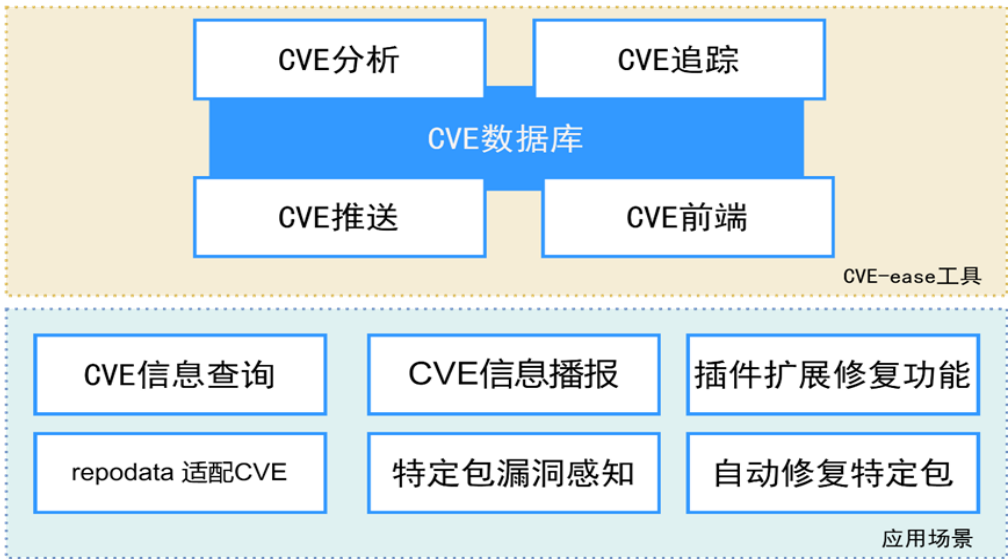 CVE分析
CVE追踪
CVE数据库
CVE推送
CVE前端
CVE-ease工具
CVE信息查询
CVE信息播报
插件扩展修复功能
repodata 适配CVE
特定包漏洞感知
自动修复特定包
应用场景